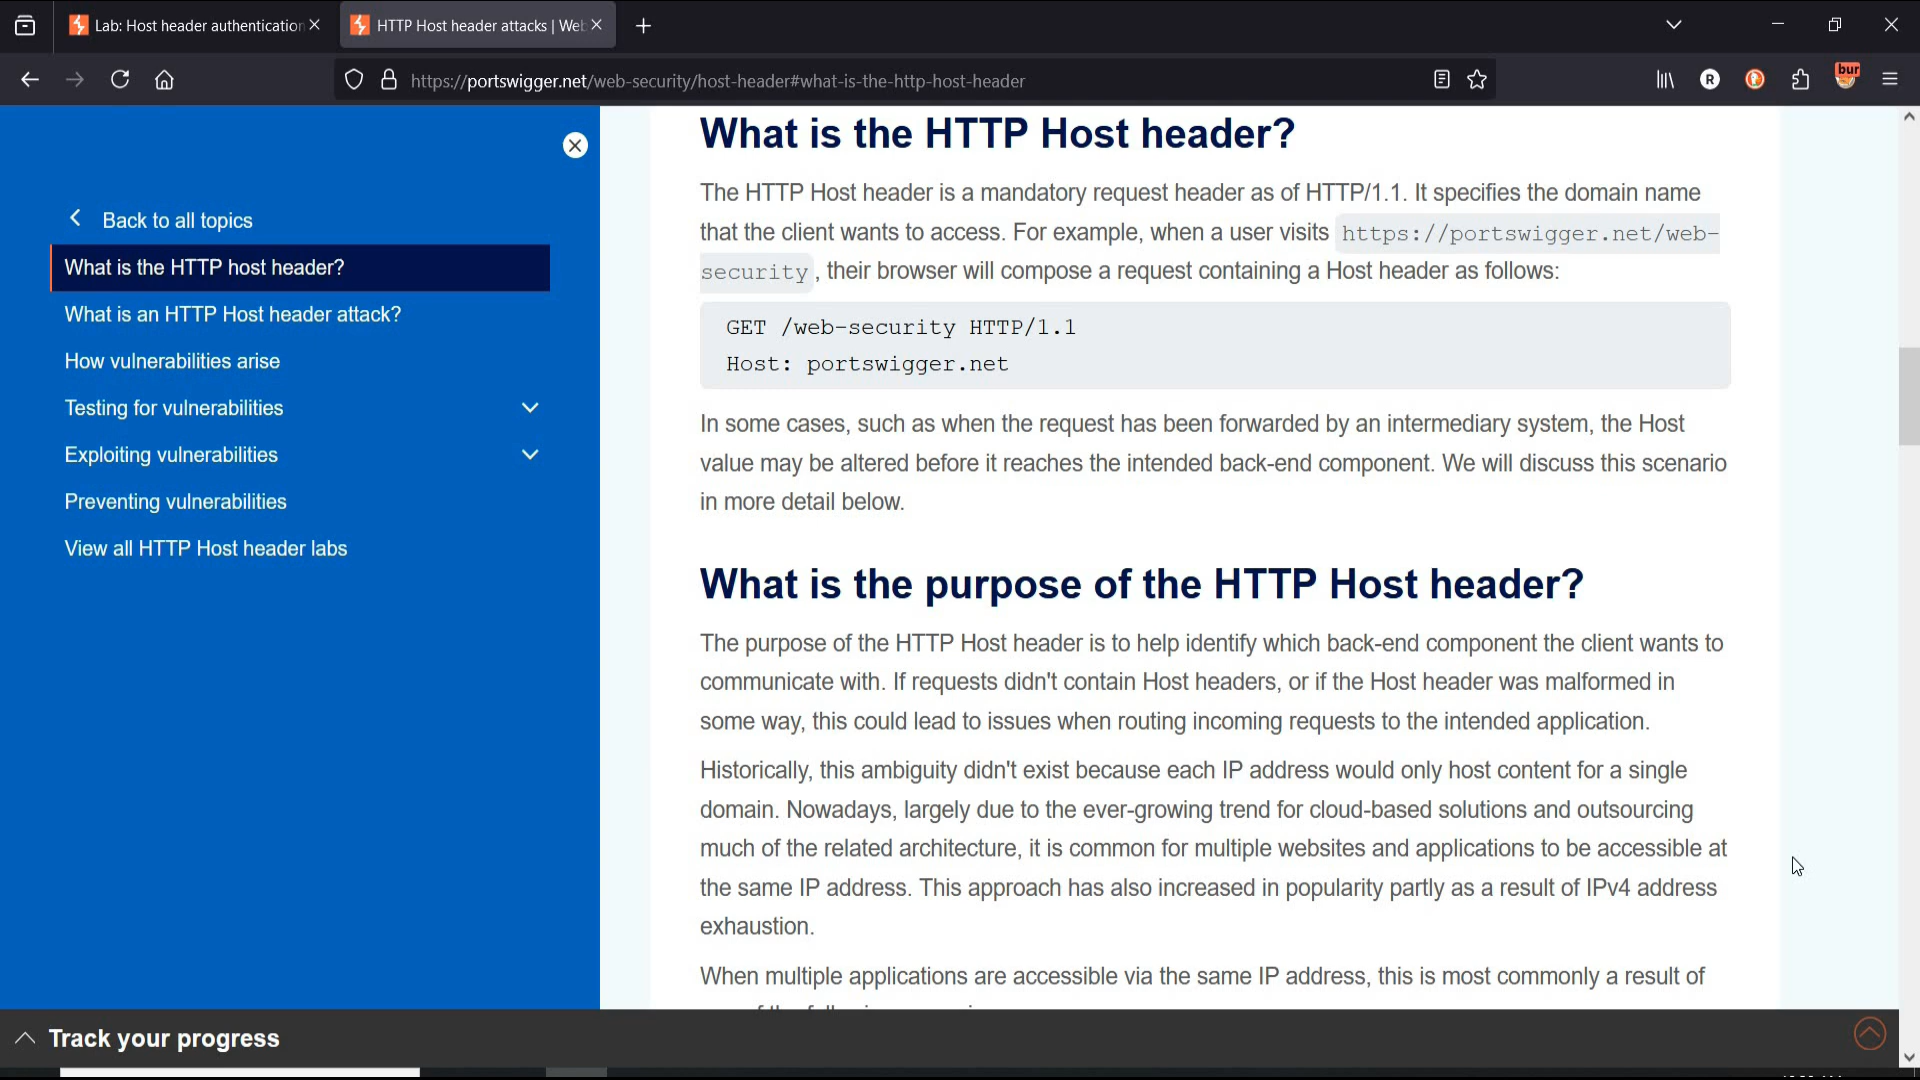 Lab: Host header authentication
HTTP Host header attacks | Web
https://portswigger.net/web-security/host-header#what-is-the-http-host-header
R
bur
Back to all topics
What is the HTTP host header?
What is an HTTP Host header attack?
How vulnerabilities arise
Testing for vulnerabilities
Exploiting vulnerabilities
Preventing vulnerabilities
View all HTTP Host header labs
What is the HTTP Host header?
The HTTP Host header is a mandatory request header as of HTTP/1.1. It specifies the domain name
that the client wants to access. For example, when a user visits https://portswigger.net/web-
security, their browser will compose a request containing a Host header as follows:
GET /web-security HTTP/1.1
Host: portswigger.net
In some cases, such as when the request has been forwarded by an intermediary system, the Host
value may be altered before it reaches the intended back-end component. We will discuss this scenario
in more detail below.
What is the purpose of the HTTP Host header?
The purpose of the HTTP Host header is to help identify which back-end component the client wants to
communicate with. If requests didn't contain Host headers, or if the Host header was malformed in
some way, this could lead to issues when routing incoming requests to the intended application.
Historically, this ambiguity didn't exist because each IP address would only host content for a single
domain. Nowadays, largely due to the ever-growing trend for cloud-based solutions and outsourcing
much of the related architecture, it is common for multiple websites and applications to be accessible at
the same IP address. This approach has also increased in popularity partly as a result of IPv4 address
exhaustion.
When multiple applications are accessible via the same IP address, this is most commonly a result of
Track your progress